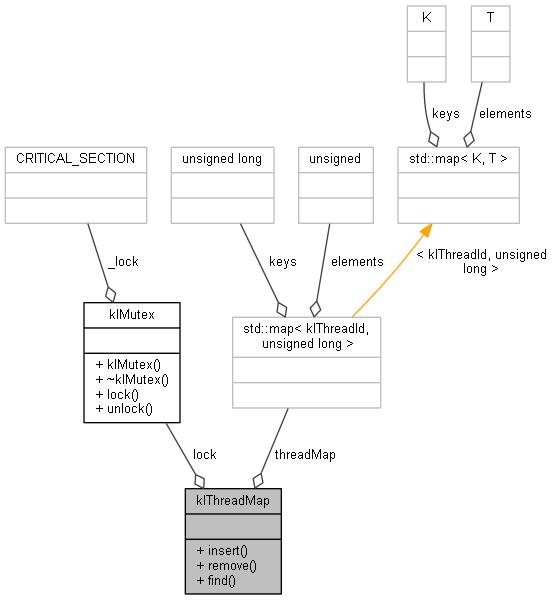 K
T
keys
elements
CRITICAL_SECTION
unsigned long
unsigned
std::map< K, T >
_lock
keys
elements
< klThreadId, unsigned
long >
klMutex
+ klMutex()
+ ~klMutex()
+ lock()
+ unlock()
std::map< klThreadId,
unsigned long >
lock
threadMap
klThreadMap
+ insert()
+ remove()
+ find()